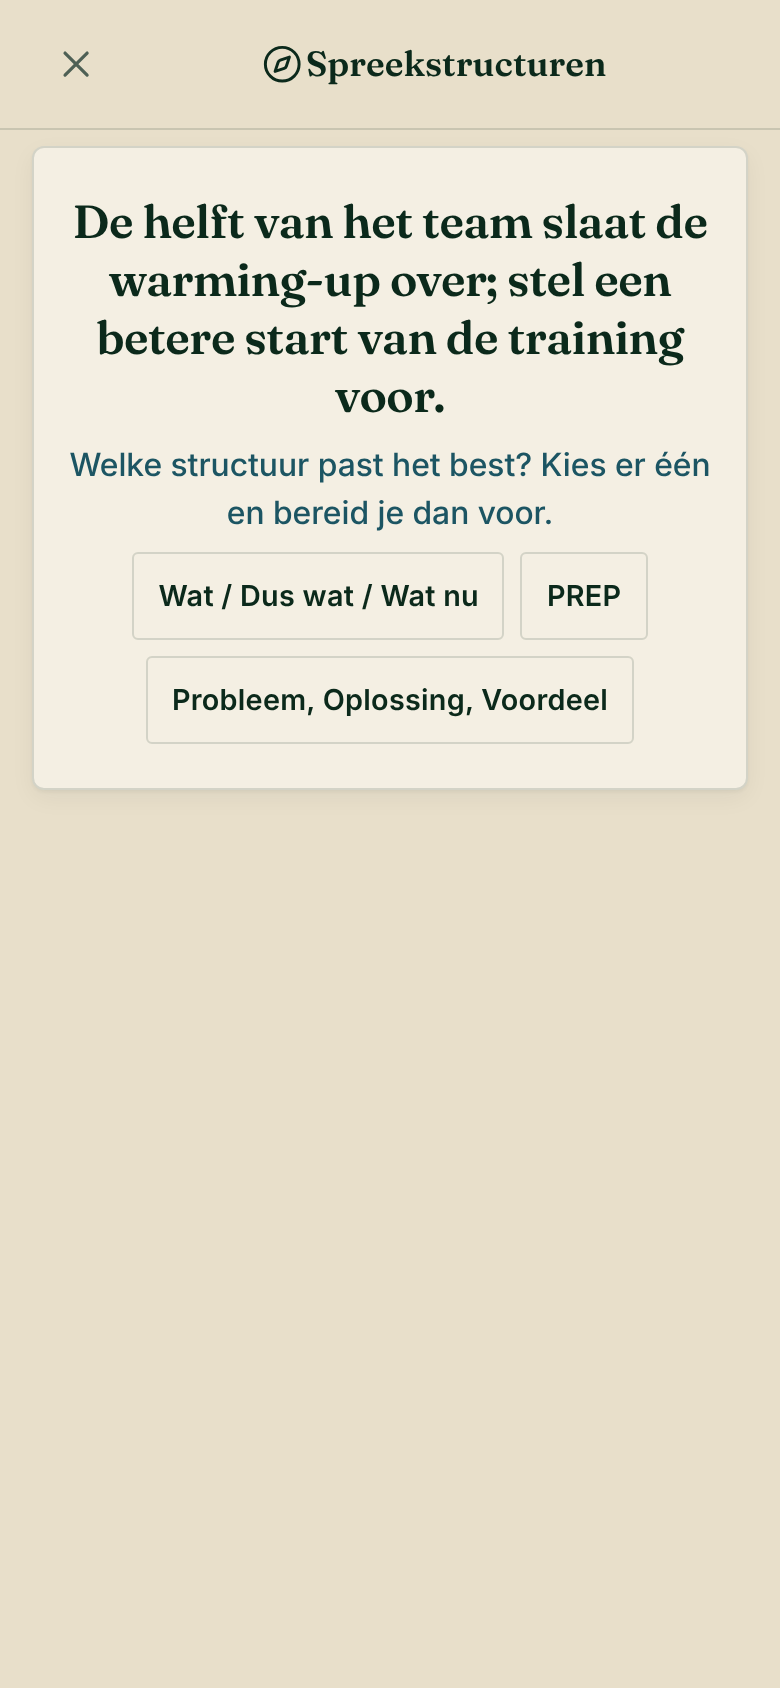 Spreekstructuren
De helft van het team slaat de
warming-up over; stel een
betere start van de training
voor.
Welke structuur past het best? Kies er één
en bereid je dan voor.
Wat / Dus wat / Wat nu
PREP
Probleem, Oplossing, Voordeel